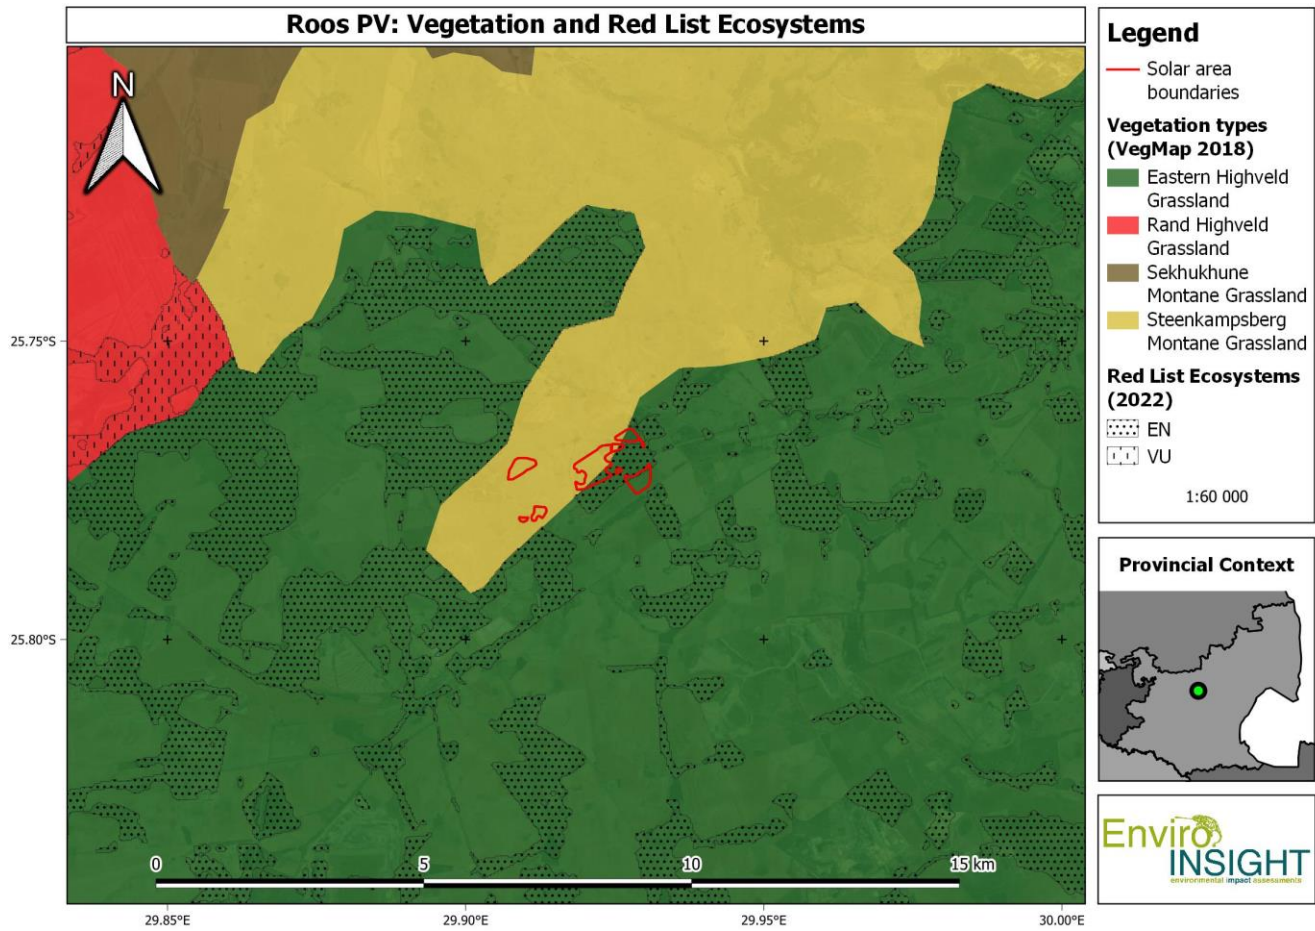 Roos PV: Vegetation and Red List Ecosystems
N
25.75°S
25.80°S
0
5
10
15 km
29.85°E
29.90°E
29.95°E
30.00°E
Legend
Solar area
boundaries
Vegetation types
(VegMap 2018)
Eastern Highveld
Grassland
Rand Highveld
Grassland
Sekhukhune
Montane Grassland
Steenkampsberg
Montane Grassland
Red List Ecosystems
(2022)
EN
VU
1:60 000
Provincial Context
Enviro
INSIGHT
environmental impact assessments